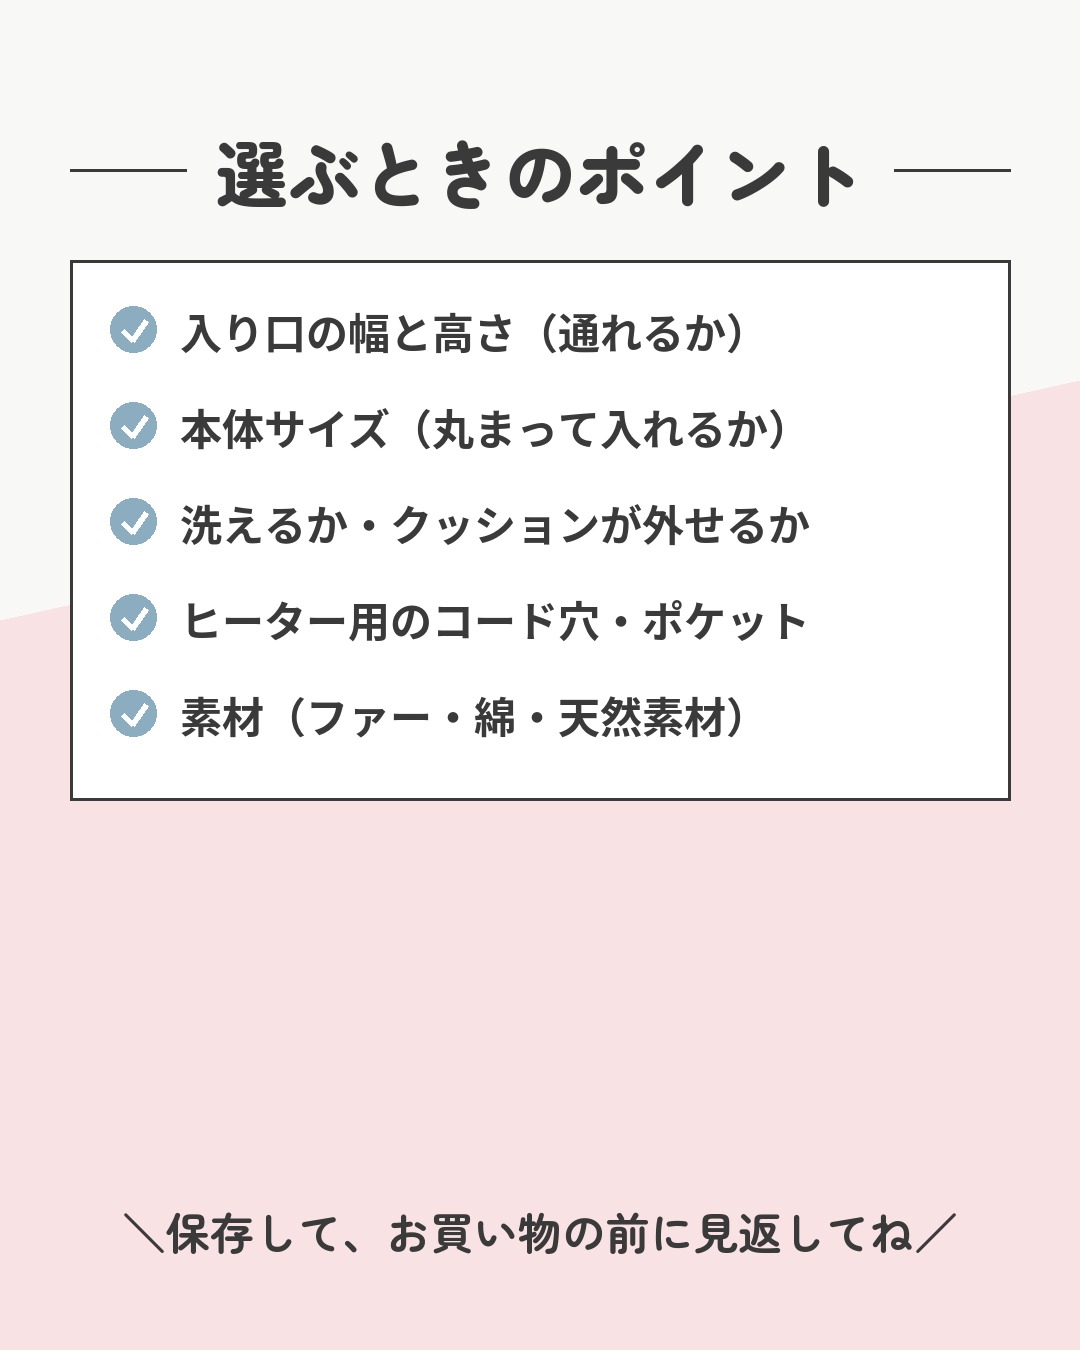 選ぶときのポイント
入り口の幅と高さ（通れるか）
本体サイズ（丸まって入れるか）
洗えるか・クッションが外せるか
ヒーター用のコード穴・ポケット
素材（ファー・綿・天然素材）
＼保存して、お買い物の前に見返してね／